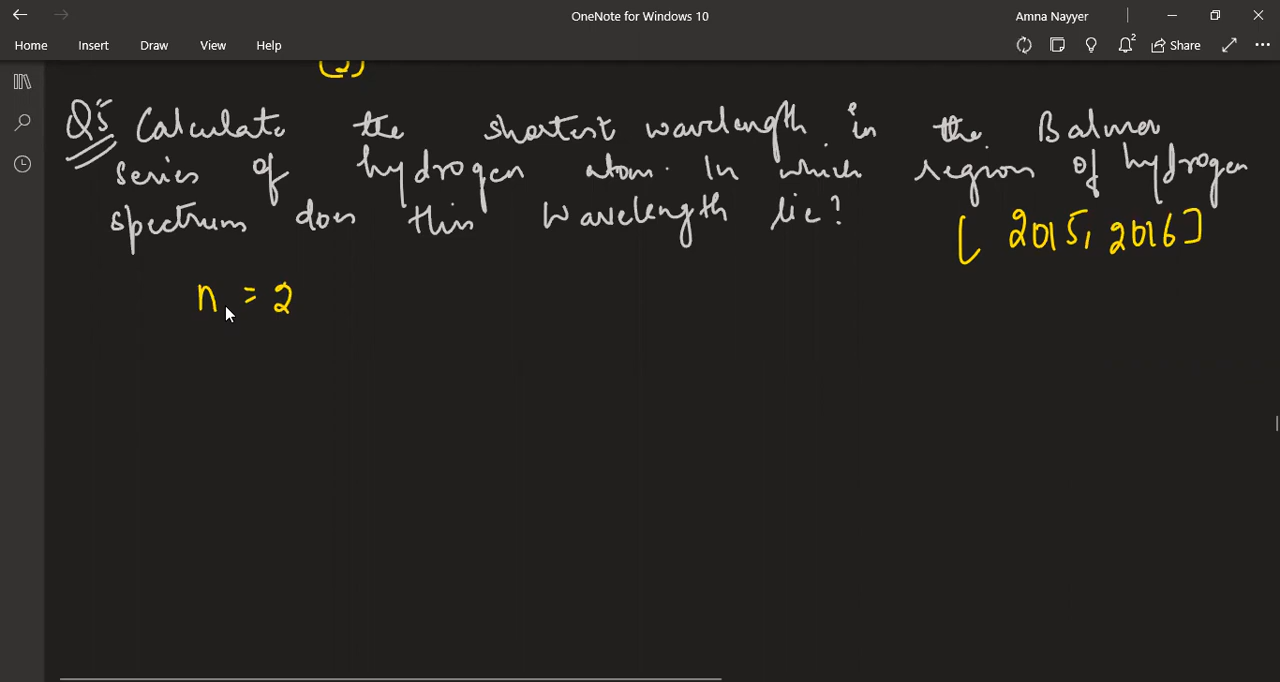 OneNote for Windows 10
Amna Nayyer
Home Insert Draw View Help
2 Share
Q5 Calculate the shortest wavelength in the Balmer
series of hydrogen atom. In which region of hydrogen
spectrum does this wavelength lie?
[ 2015, 2016 ]
n = 2